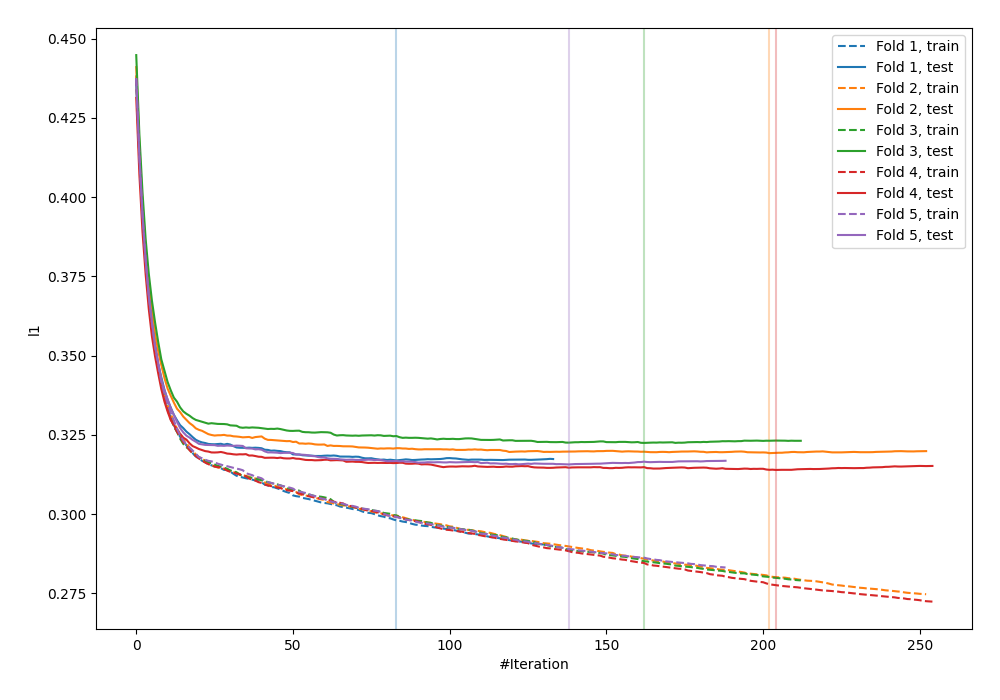 0.450
0.425
0.400
0.375
0.350
0.325
0.300
0.275
l1
0
50
100
150
200
250
#Iteration
Fold 1, train
Fold 1, test
Fold 2, train
Fold 2, test
Fold 3, train
Fold 3, test
Fold 4, train
Fold 4, test
Fold 5, train
Fold 5, test